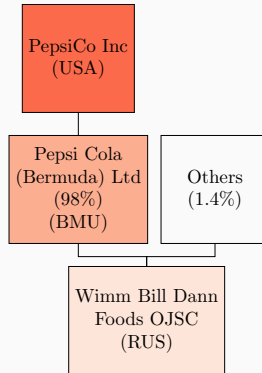 PepsiCo Inc
(USA)
Pepsi Cola
(Bermuda) Ltd
(98%)
(BMU)
Others
(1.4%)
Wimm Bill Dann
Foods OJSC
(RUS)